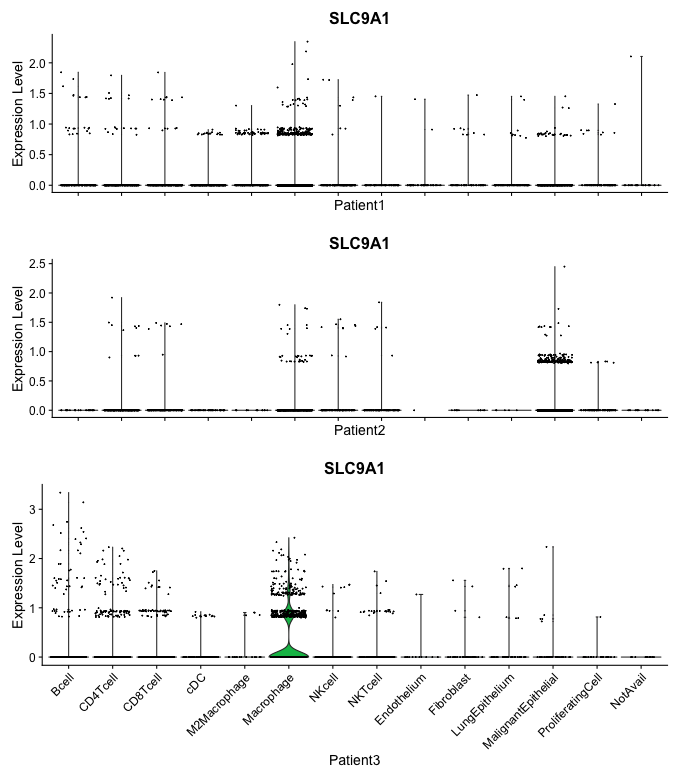 SLC9A1
Expression Level
2.0
1.5
1.0
0.5
0.0
Patient1
SLC9A1
Expression Level
2.5
2.0
1.5
1.0
0.5
0.0
Patient2
SLC9A1
Expression Level
3
2
1
0
Bcell
CD4Tcell
CD8Tcell
cDC
M2Macrophage
Macrophage
NKcell
NKTcell
Endothelium
Fibroblast
LungEpithelium
MalignantEpithelial
ProliferatingCell
NotAvail
Patient3